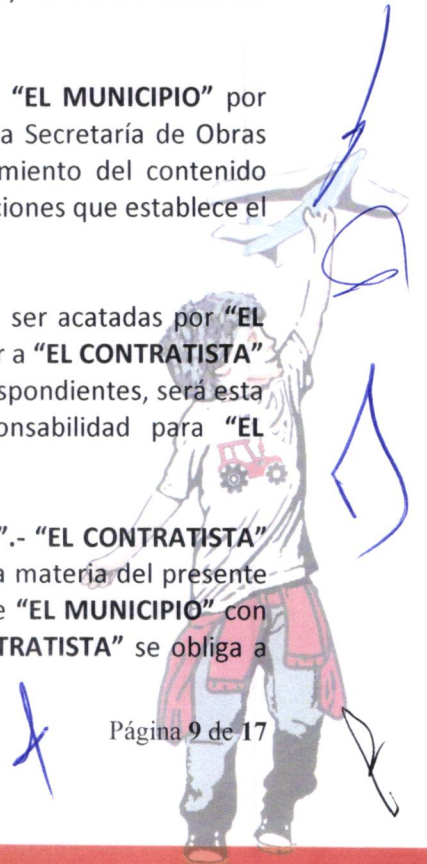 "EL MUNICIPIO" por
a Secretaría de Obras
miento del contenido
ciones que establece el
ser acatadas por "EL
r a "EL CONTRATISTA"
spondientes, será esta
onsabilidad para "EL
".- "EL CONTRATISTA"
a materia del presente
e "EL MUNICIPIO" con
TRATISTA" se obliga a
Página 9 de 17